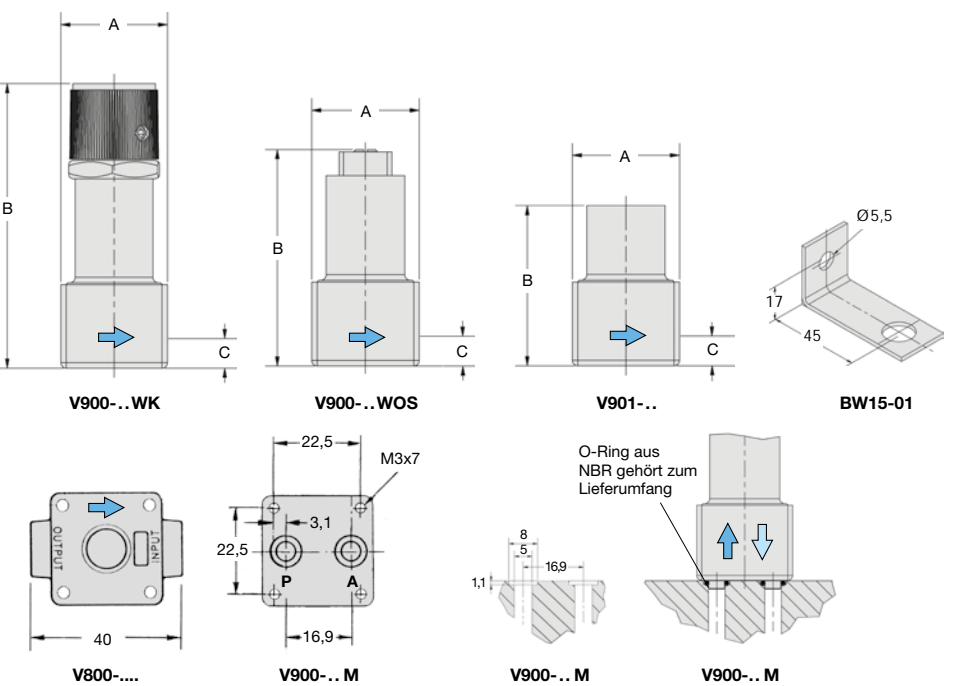 A
B
C
V900-..WK
A
B
C
V900-..WOS
A
B
C
V901-..
Ø5,5
17
45
BW15-01
OUTPUT
INPUT
40
V800-....
22,5
M3x7
3,1
22,5
P
A
16,9
V900-.. M
8
5
16,9
1,1
V900-.. M
O-Ring aus
NBR gehört zum
Lieferumfang
V900-.. M